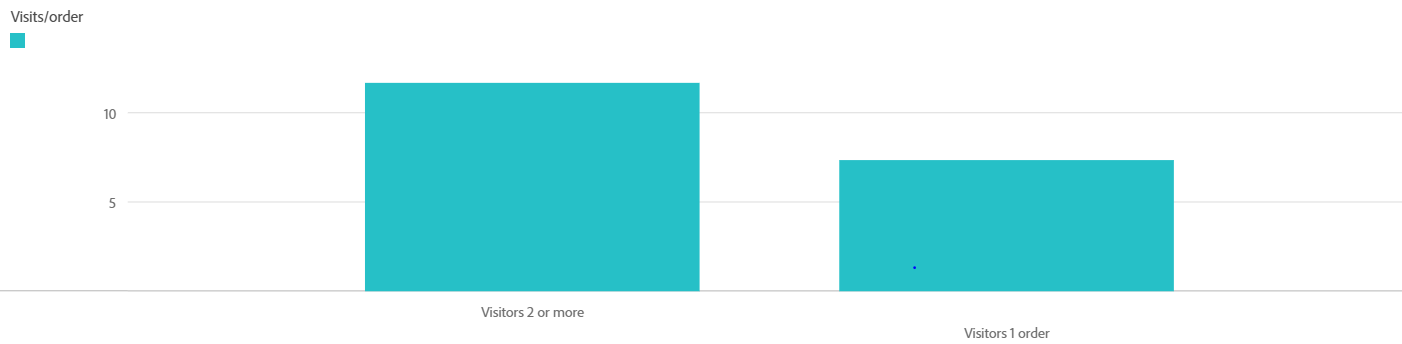 Visits/order
10
5
Visitors 2 or more
Visitors 1 order